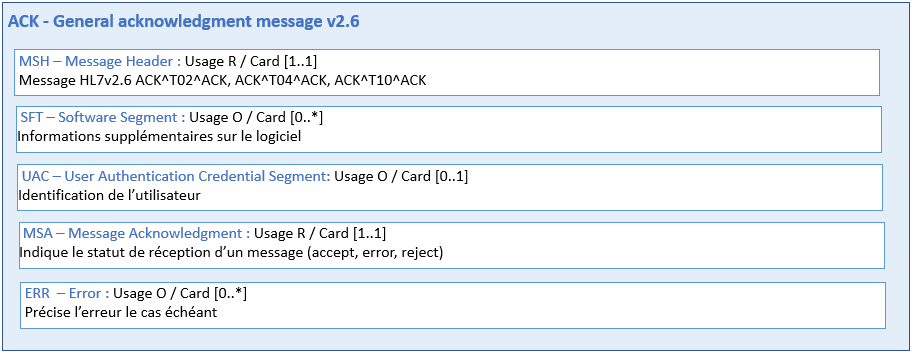 ACK - General acknowledgment message v2.6
MSH – Message Header : Usage R / Card [1..1]
Message HL7v2.6 ACK^T02^ACK, ACK^T04^ACK, ACK^T10^ACK
SFT – Software Segment : Usage O / Card [0..*]
Informations supplémentaires sur le logiciel
UAC – User Authentication Credential Segment: Usage O / Card [0..1]
Identification de l’utilisateur
MSA – Message Acknowledgment : Usage R / Card [1..1]
Indique le statut de réception d’un message (accept, error, reject)
ERR – Error : Usage O / Card [0..*]
Précise l’erreur le cas échéant